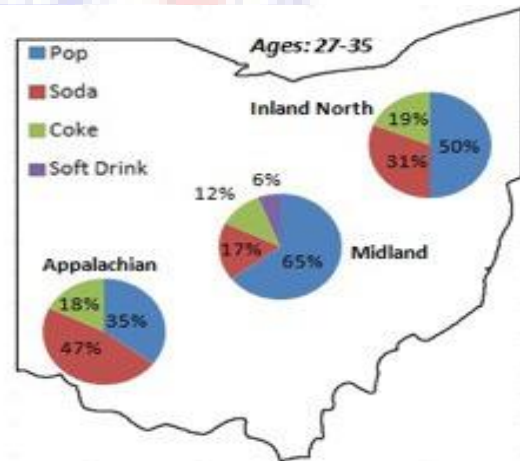 Ages: 27-35
Pop
Soda
Coke
Soft Drink
Inland North
19%
50%
31%
6%
12%
17%
65%
Midland
Appalachian
18%
35%
47%